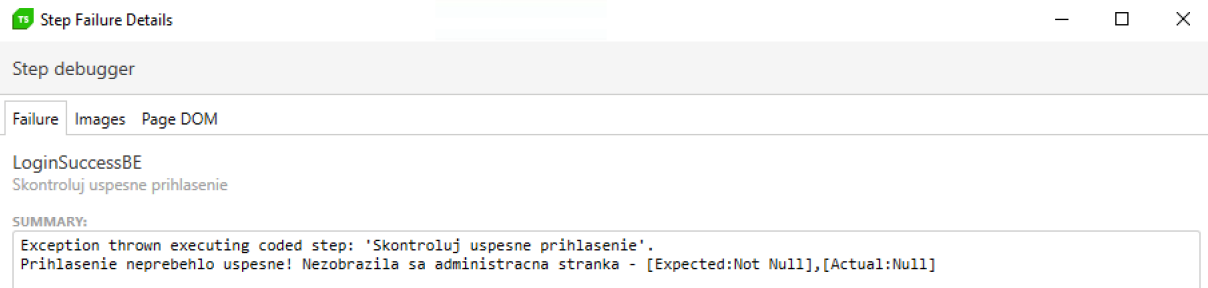 TS Step Failure Details
Step debugger
Failure Images Page DOM
LoginSuccessBE
Skontroluj uspesne prihlasenie
SUMMARY:
Exception thrown executing coded step: 'Skontroluj uspesne prihlasenie'.
Prihlasenie neprebehlo uspesne! Nezobrazila sa administracna stranka - [Expected:Not Null],[Actual:Null]